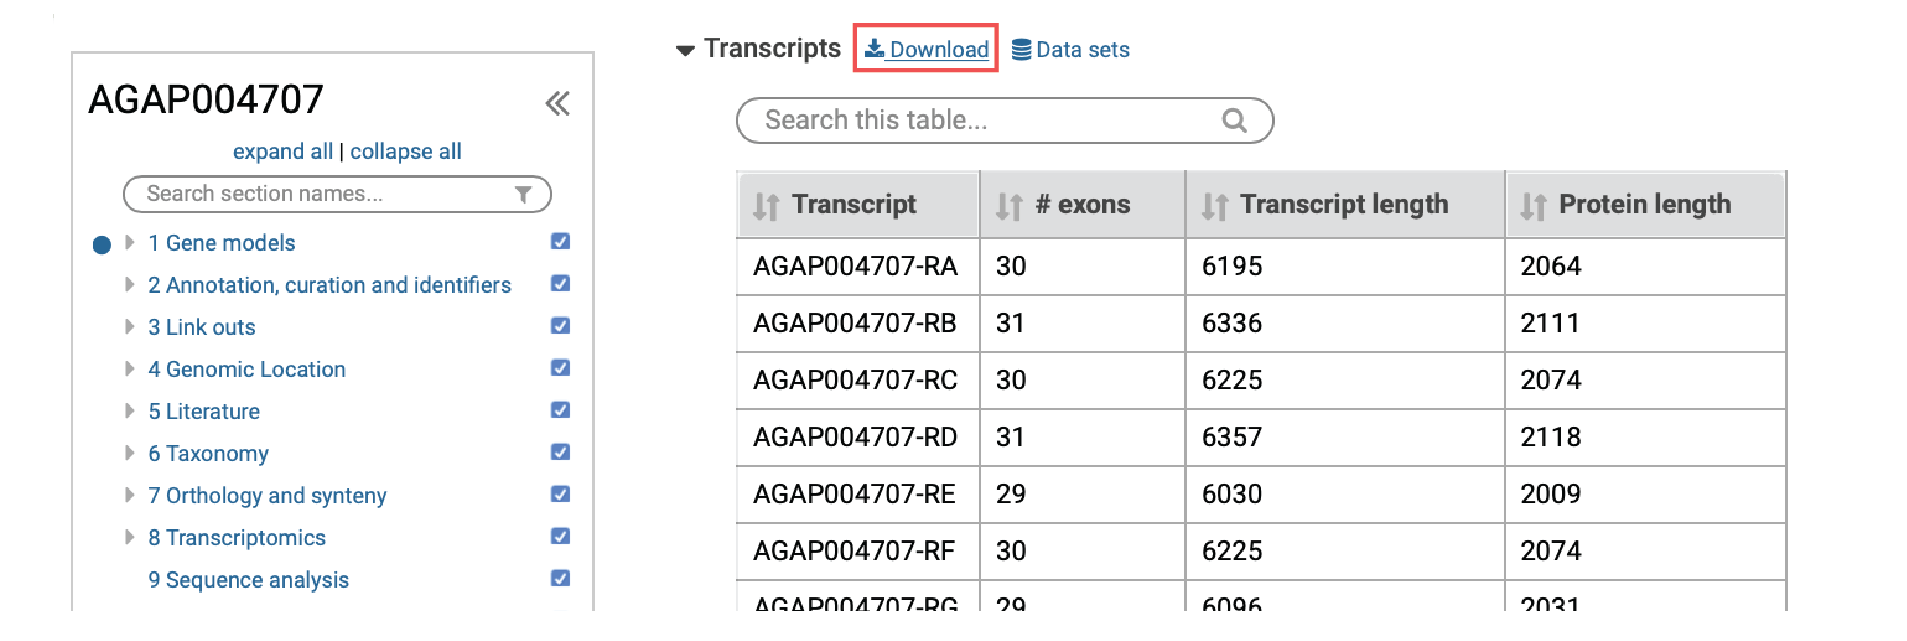 AGAP004707
expand all | collapse all
Search section names...
1 Gene models
2 Annotation, curation and identifiers
3 Link outs
4 Genomic Location
5 Literature
6 Taxonomy
7 Orthology and synteny
8 Transcriptomics
9 Sequence analysis
Transcripts Download Data sets
Search this table...
Transcript # exons Transcript length Protein length
AGAP004707-RA 30 6195 2064
AGAP004707-RB 31 6336 2111
AGAP004707-RC 30 6225 2074
AGAP004707-RD 31 6357 2118
AGAP004707-RE 29 6030 2009
AGAP004707-RF 30 6225 2074
AGAP004707-RG 29 6096 2031